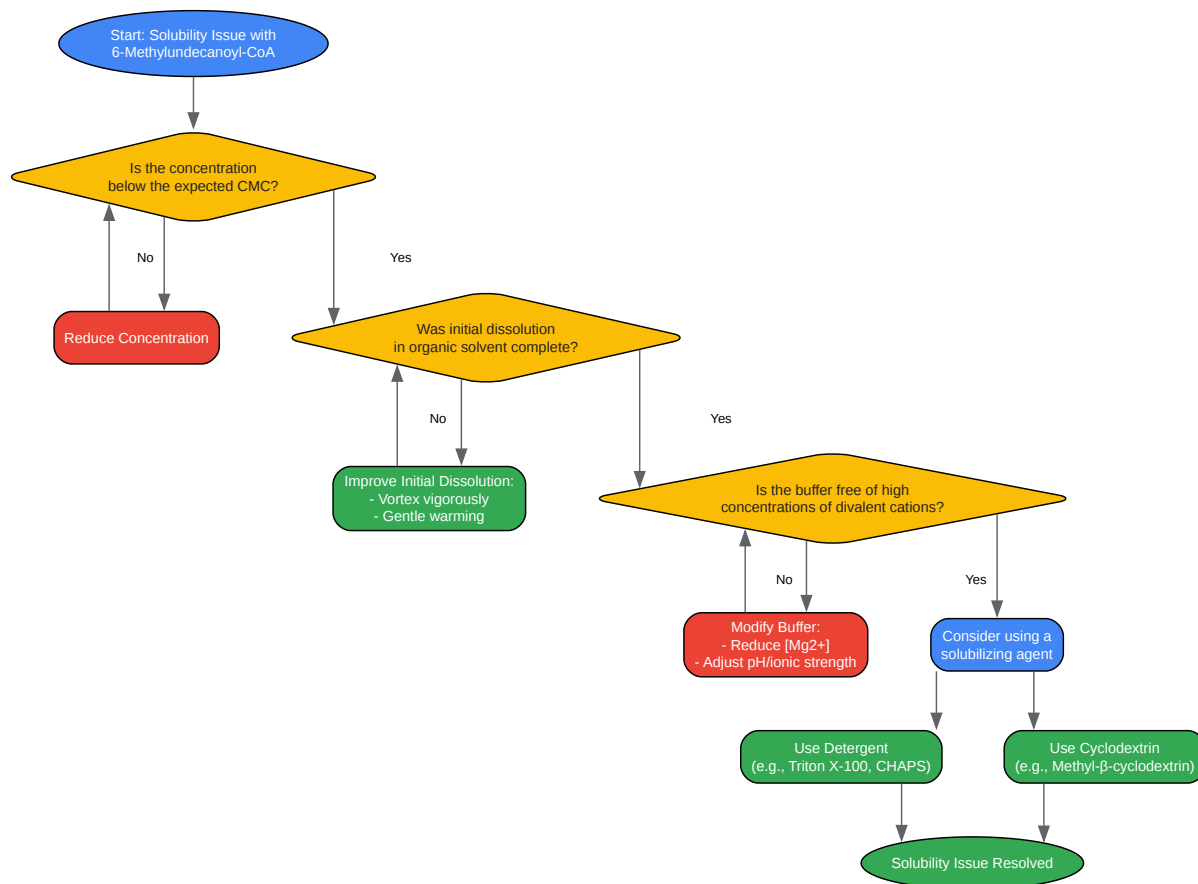 Start: Solubility Issue with
6-Methylundecanoyl-CoA
Is the concentration
below the expected CMC?
No
Yes
Reduce Concentration
Was initial dissolution
in organic solvent complete?
No
Yes
Improve Initial Dissolution:
- Vortex vigorously
- Gentle warming
Is the buffer free of high
concentrations of divalent cations?
No
Yes
Modify Buffer:
- Reduce [Mg2+]
- Adjust pH/ionic strength
Consider using a
solubilizing agent
Use Detergent
(e.g., Triton X-100, CHAPS)
Use Cyclodextrin
(e.g., Methyl-β-cyclodextrin)
Solubility Issue Resolved